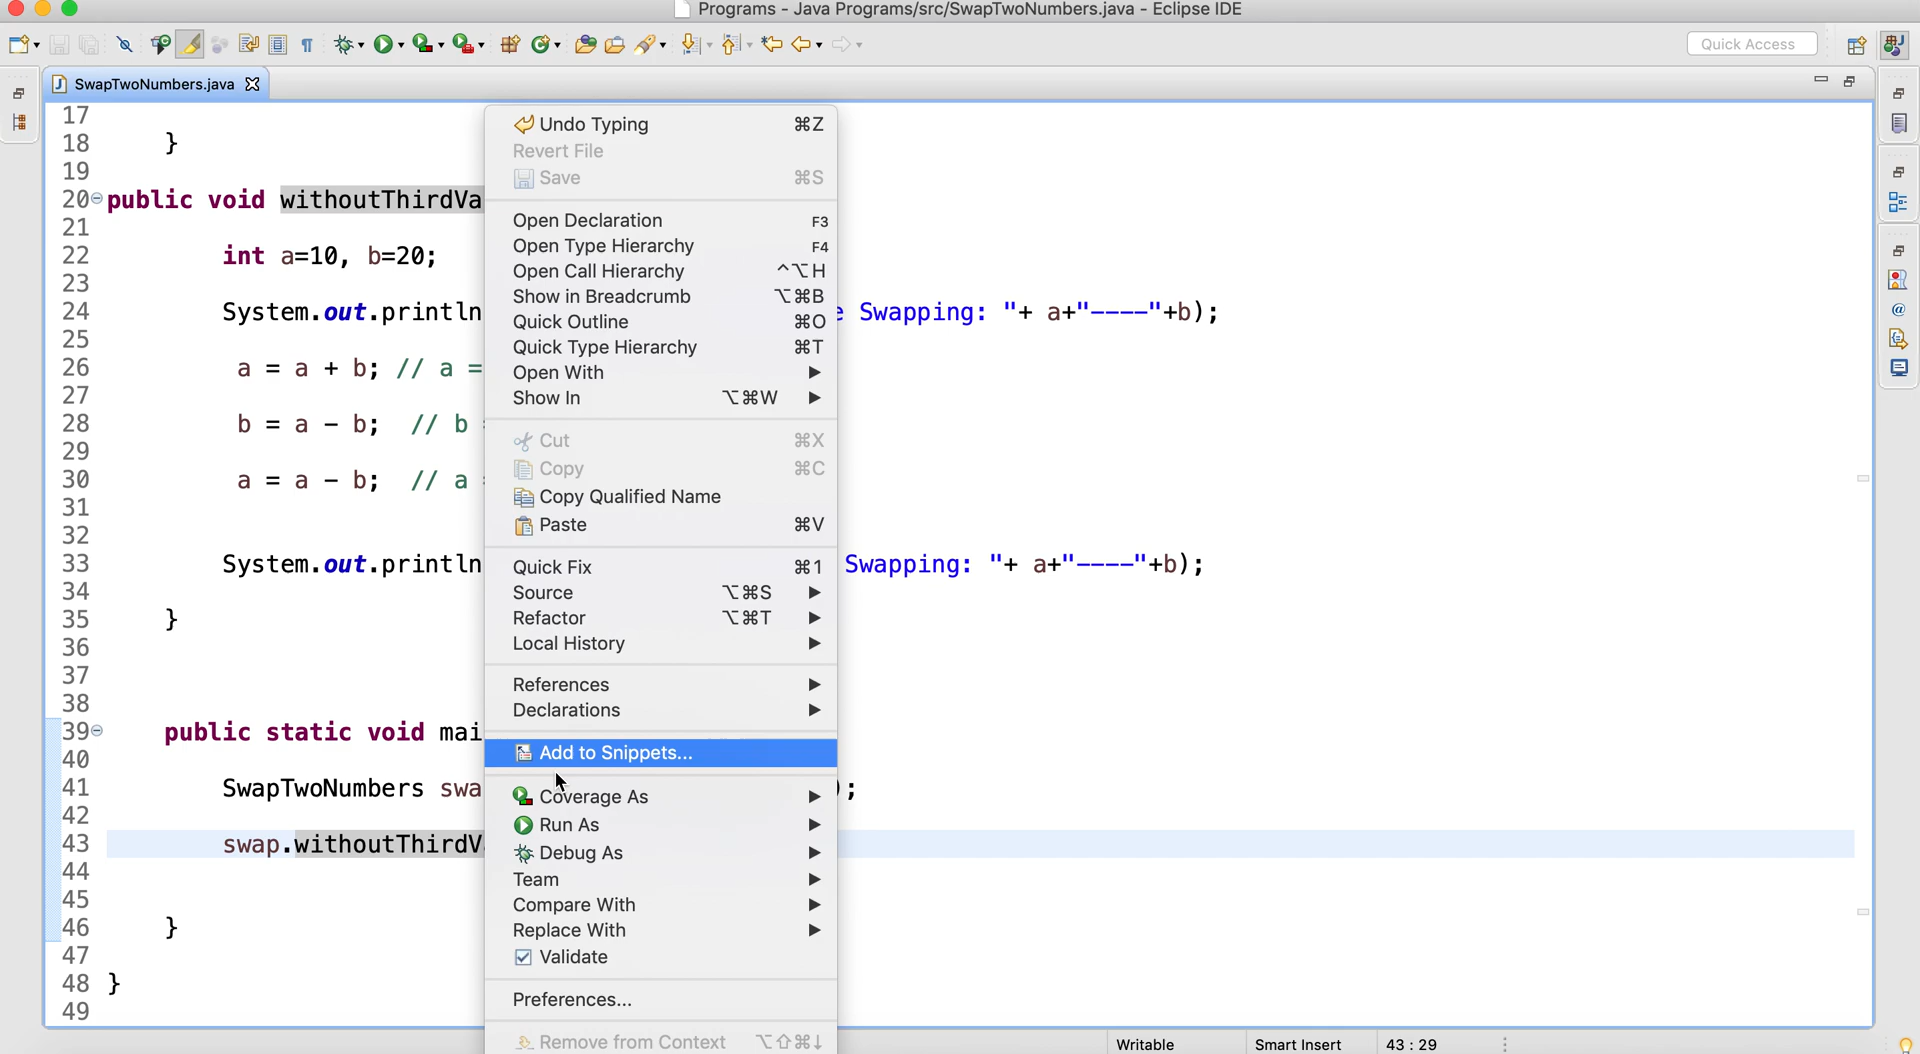 Programs - Java Programs/src/SwapTwoNumbers.java - Eclipse IDE
Quick Access
SwapTwoNumbers.java
17
18 }
19
20 public void withoutThirdVa
21
22 int a=10, b=20;
23
24 System.out.println e Swapping: "+ a+"----"+b);
25
26 a = a + b; // a =
27
28 b = a - b; // b
29
30 a = a - b; // a
31
32
33 System.out.println Swapping: "+ a+"----"+b);
34
35 }
36
37
38
39 public static void mai
40
41 SwapTwoNumbers swa );
42
43 swap.withoutThirdV
44
45
46 }
47
48 }
49
Undo Typing ⌘Z
Revert File
Save ⌘S
Open Declaration F3
Open Type Hierarchy F4
Open Call Hierarchy ^⌥H
Show in Breadcrumb ⌥⌘B
Quick Outline ⌘O
Quick Type Hierarchy ⌘T
Open With
Show In ⌥⌘W
Cut ⌘X
Copy ⌘C
Copy Qualified Name
Paste ⌘V
Quick Fix ⌘1
Source ⌥⌘S
Refactor ⌥⌘T
Local History
References
Declarations
Add to Snippets...
Coverage As
Run As
Debug As
Team
Compare With
Replace With
Validate
Preferences...
Remove from Context ⌥⇧⌘↓
Writable Smart Insert 43 : 29